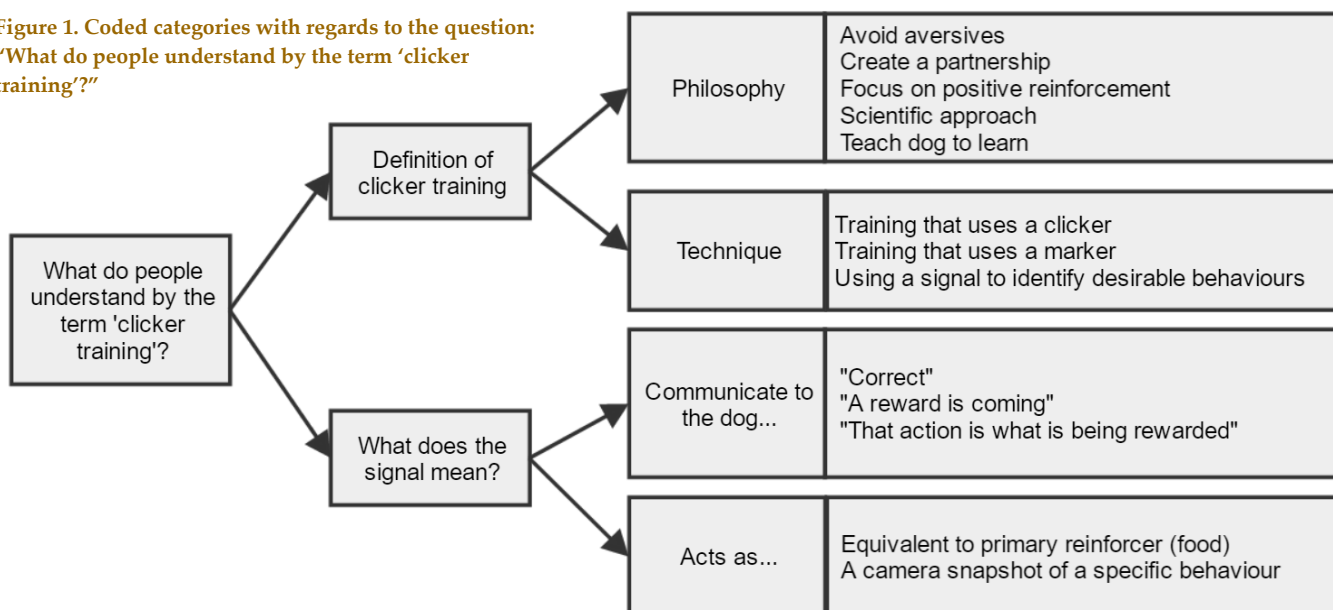 Figure 1. Coded categories with regards to the question:
“What do people understand by the term ‘clicker
training’?”
What do people
understand by the
term 'clicker
training'?
Definition of
clicker training
What does the
signal mean?
Philosophy
Avoid aversives
Create a partnership
Focus on positive reinforcement
Scientific approach
Teach dog to learn
Technique
Training that uses a clicker
Training that uses a marker
Using a signal to identify desirable behaviours
Communicate to
the dog...
"Correct"
"A reward is coming"
"That action is what is being rewarded"
Acts as...
Equivalent to primary reinforcer (food)
A camera snapshot of a specific behaviour